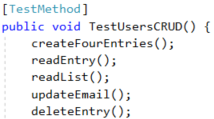 [TestMethod]
public void TestUsersCRUD() {
    createFourEntries();
    readEntry();
    readList();
    updateEmail();
    deleteEntry();